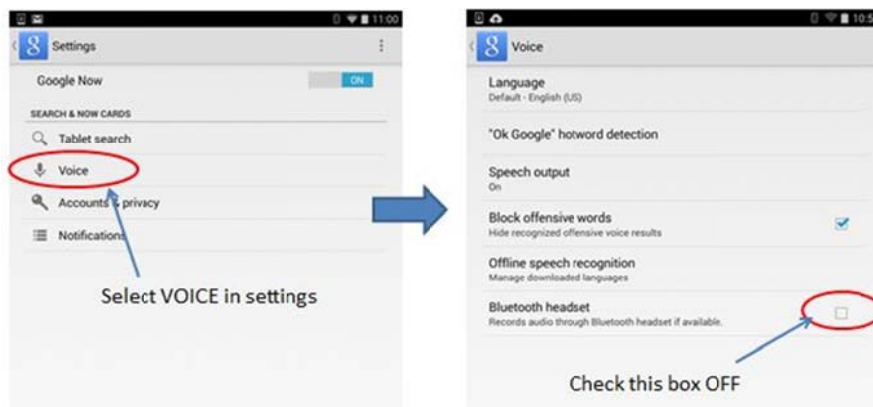 11:00
Settings
Google Now
ON
SEARCH & NOW CARDS
Tablet search
Voice
Accounts & privacy
Notifications
Select VOICE in settings
10:5
Voice
Language
Default - English (US)
"Ok Google" hotword detection
Speech output
On
Block offensive words
Hide recognized offensive voice results
Offline speech recognition
Manage downloaded languages
Bluetooth headset
Records audio through Bluetooth headset if available.
Check this box OFF